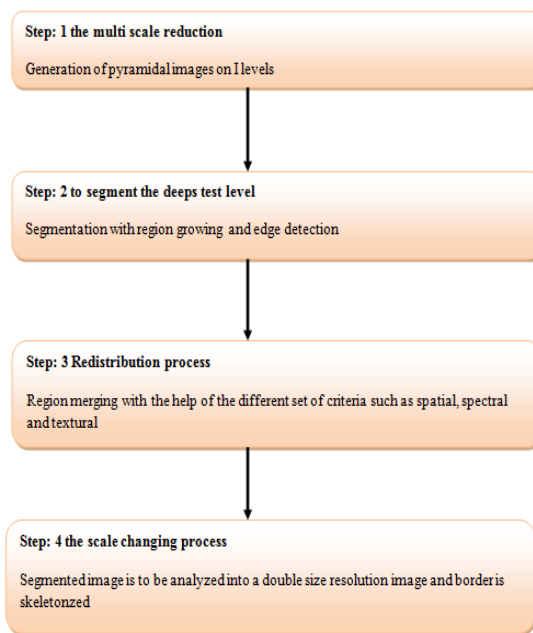 Step: 1 the multi scale reduction
Generation of pyramidal images on I levels
Step: 2 to segment the deeps test level
Segmentation with region growing and edge detection
Step: 3 Redistribution process
Region merging with the help of the different set of criteria such as spatial, spectral
and textural
Step: 4 the scale changing process
Segmented image is to be analyzed into a double size resolution image and border is
skeletonzed